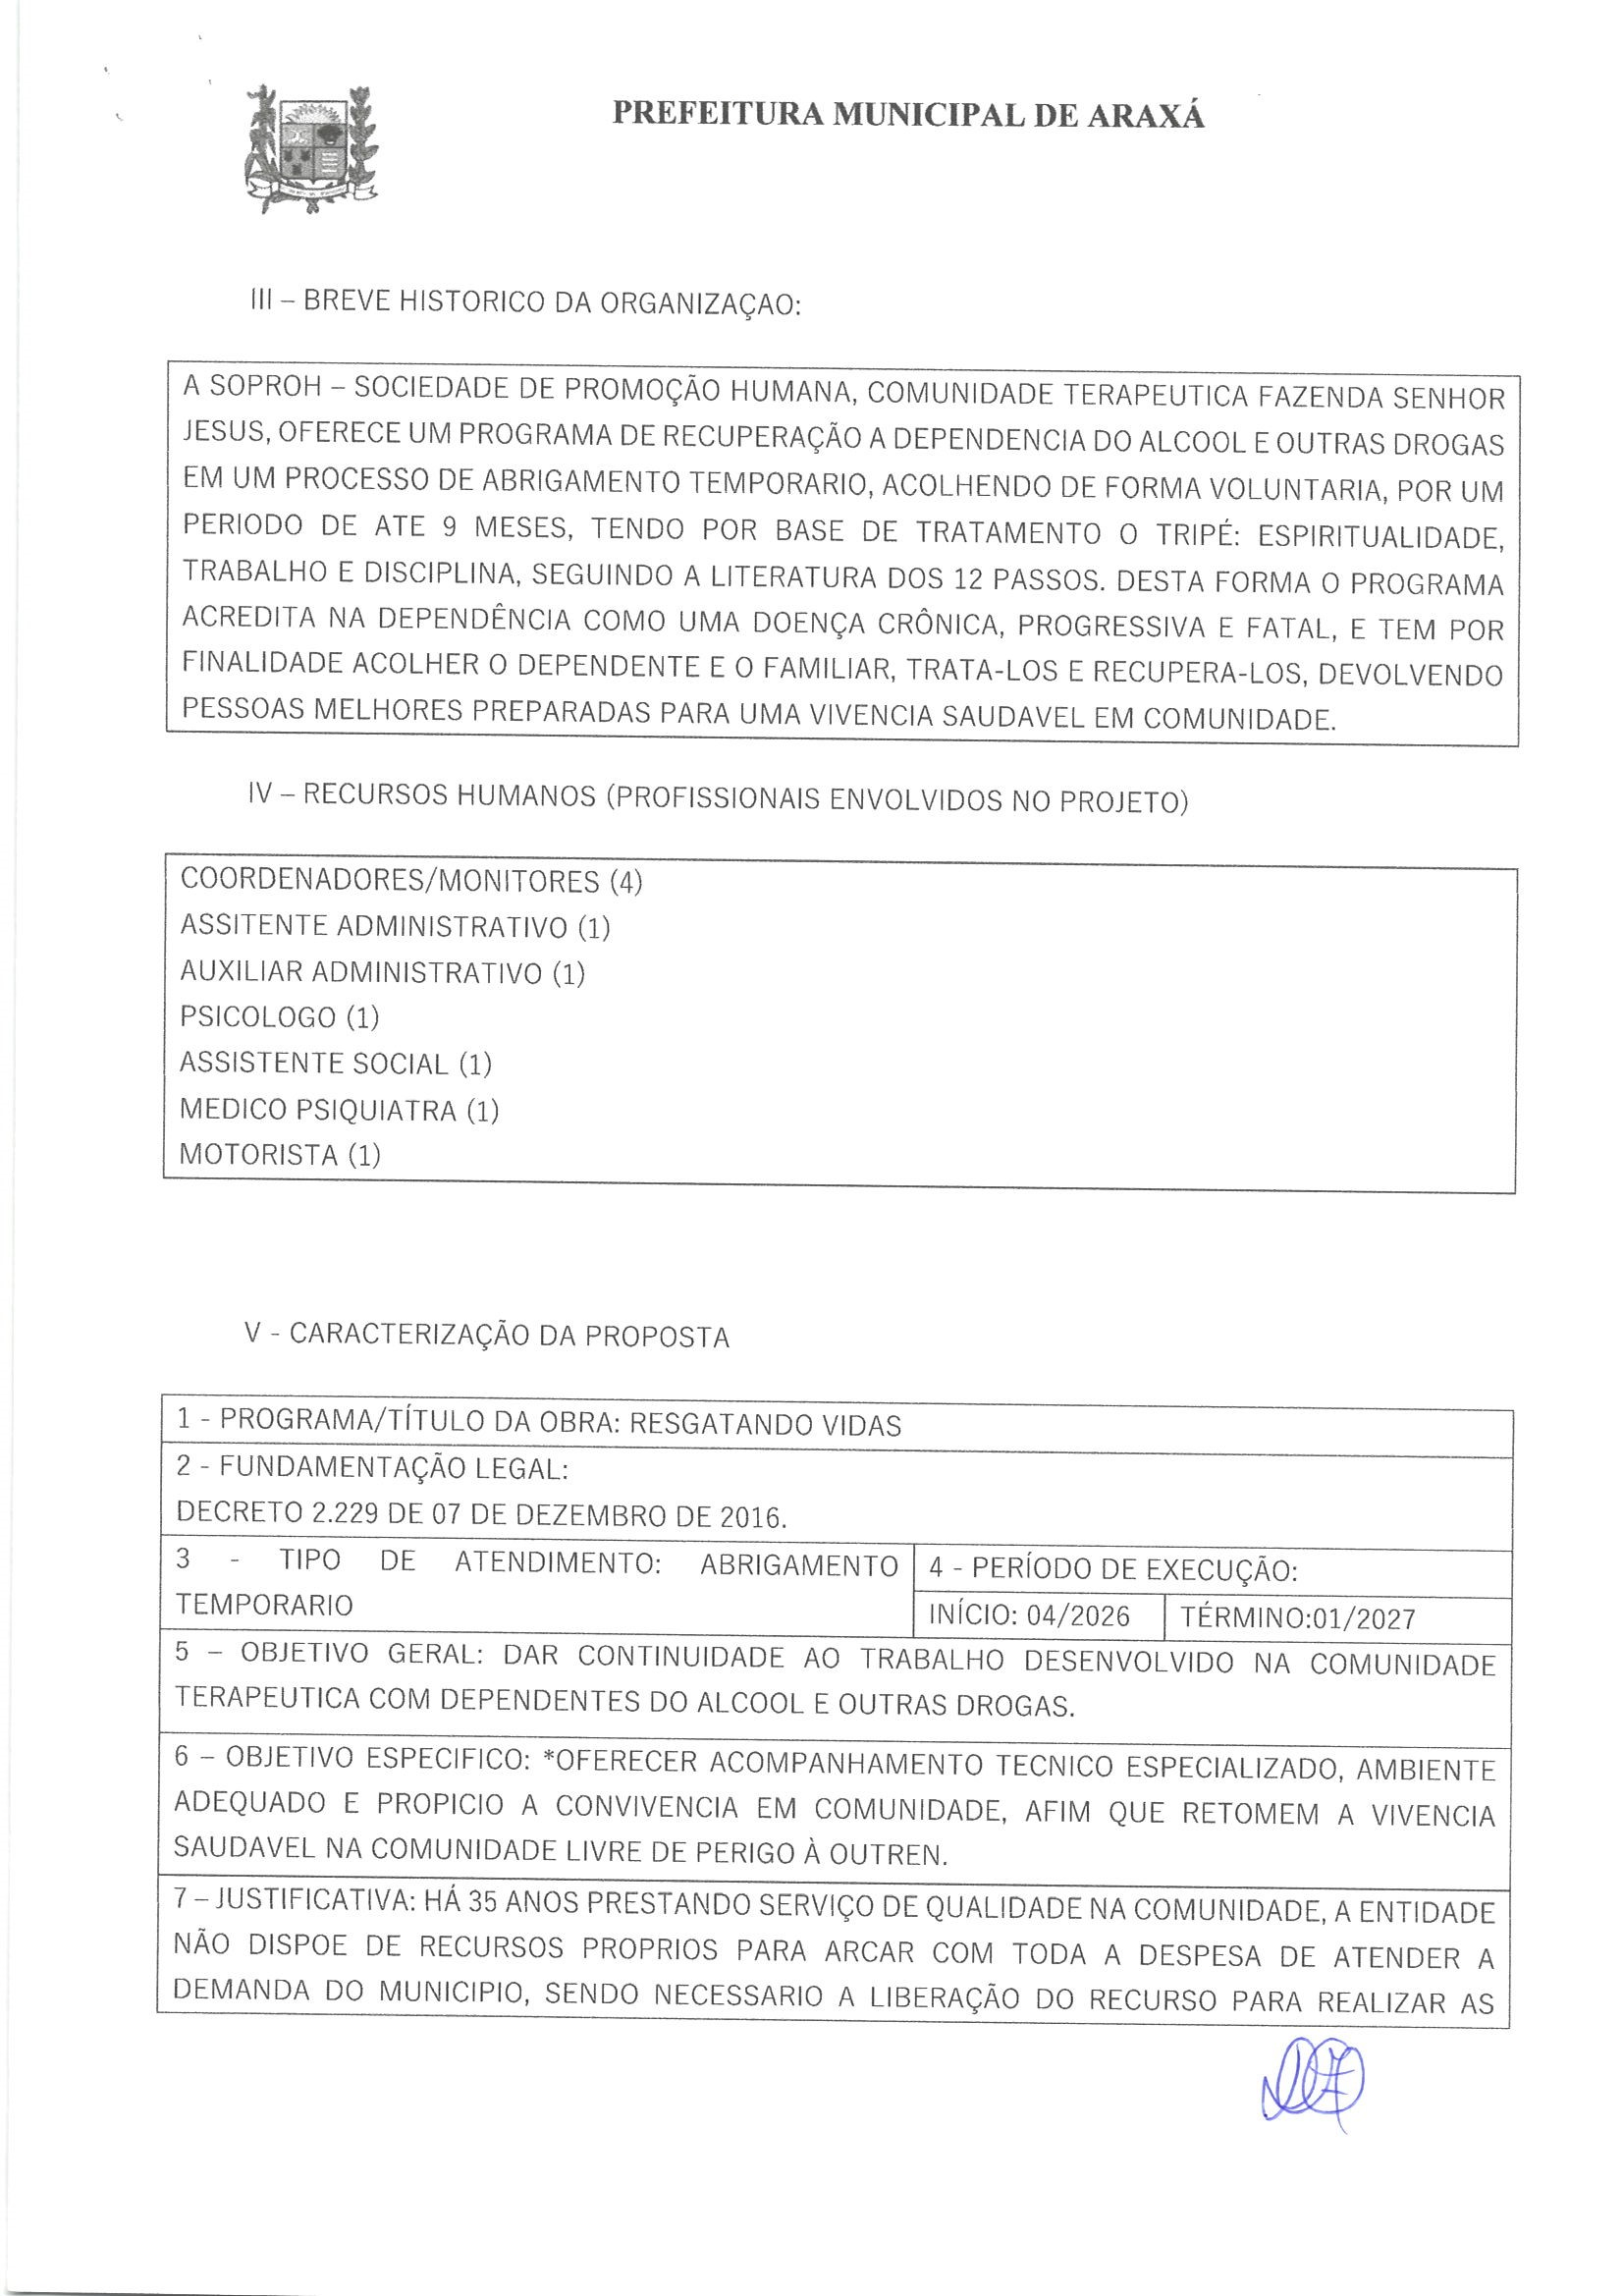 PREFEITURA MUNICIPAL DE ARAXÁ
III – BREVE HISTORICO DA ORGANIZAÇAO:
A SOPROH – SOCIEDADE DE PROMOÇÃO HUMANA, COMUNIDADE TERAPEUTICA FAZENDA SENHOR
JESUS, OFERECE UM PROGRAMA DE RECUPERAÇÃO A DEPENDENCIA DO ALCOOL E OUTRAS DROGAS
EM UM PROCESSO DE ABRIGAMENTO TEMPORARIO, ACOLHENDO DE FORMA VOLUNTARIA, POR UM
PERIODO DE ATE 9 MESES, TENDO POR BASE DE TRATAMENTO O TRIPÉ: ESPIRITUALIDADE,
TRABALHO E DISCIPLINA, SEGUINDO A LITERATURA DOS 12 PASSOS. DESTA FORMA O PROGRAMA
ACREDITA NA DEPENDÊNCIA COMO UMA DOENÇA CRÔNICA, PROGRESSIVA E FATAL, E TEM POR
FINALIDADE ACOLHER O DEPENDENTE E O FAMILIAR, TRATA-LOS E RECUPERA-LOS, DEVOLVENDO
PESSOAS MELHORES PREPARADAS PARA UMA VIVENCIA SAUDAVEL EM COMUNIDADE.
IV – RECURSOS HUMANOS (PROFISSIONAIS ENVOLVIDOS NO PROJETO)
COORDENADORES/MONITORES (4)
ASSITENTE ADMINISTRATIVO (1)
AUXILIAR ADMINISTRATIVO (1)
PSICOLOGO (1)
ASSISTENTE SOCIAL (1)
MEDICO PSIQUIATRA (1)
MOTORISTA (1)
V - CARACTERIZAÇÃO DA PROPOSTA
1 - PROGRAMA/TÍTULO DA OBRA: RESGATANDO VIDAS
2 - FUNDAMENTAÇÃO LEGAL:
DECRETO 2.229 DE 07 DE DEZEMBRO DE 2016.
3 - TIPO DE ATENDIMENTO: ABRIGAMENTO
TEMPORARIO
4 - PERÍODO DE EXECUÇÃO:
INÍCIO: 04/2026 TÉRMINO:01/2027
5 – OBJETIVO GERAL: DAR CONTINUIDADE AO TRABALHO DESENVOLVIDO NA COMUNIDADE
TERAPEUTICA COM DEPENDENTES DO ALCOOL E OUTRAS DROGAS.
6 – OBJETIVO ESPECIFICO: *OFERECER ACOMPANHAMENTO TECNICO ESPECIALIZADO, AMBIENTE
ADEQUADO E PROPICIO A CONVIVENCIA EM COMUNIDADE, AFIM QUE RETOMEM A VIVENCIA
SAUDAVEL NA COMUNIDADE LIVRE DE PERIGO À OUTREN.
7 – JUSTIFICATIVA: HÁ 35 ANOS PRESTANDO SERVIÇO DE QUALIDADE NA COMUNIDADE, A ENTIDADE
NÃO DISPOE DE RECURSOS PROPRIOS PARA ARCAR COM TODA A DESPESA DE ATENDER A
DEMANDA DO MUNICIPIO, SENDO NECESSARIO A LIBERAÇÃO DO RECURSO PARA REALIZAR AS